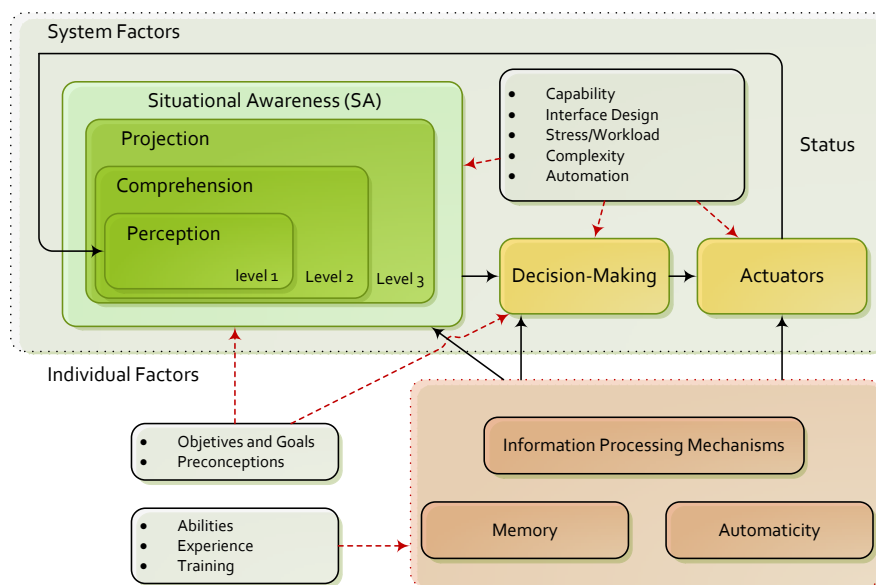 System Factors
Situational Awareness (SA)
Projection
Comprehension
Perception
level 1
Level 2
Level 3
• Capability
• Interface Design
• Stress/Workload
• Complexity
• Automation
Status
Decision-Making
Actuators
Individual Factors
• Objetives and Goals
• Preconceptions
• Abilities
• Experience
• Training
Information Processing Mechanisms
Memory
Automaticity